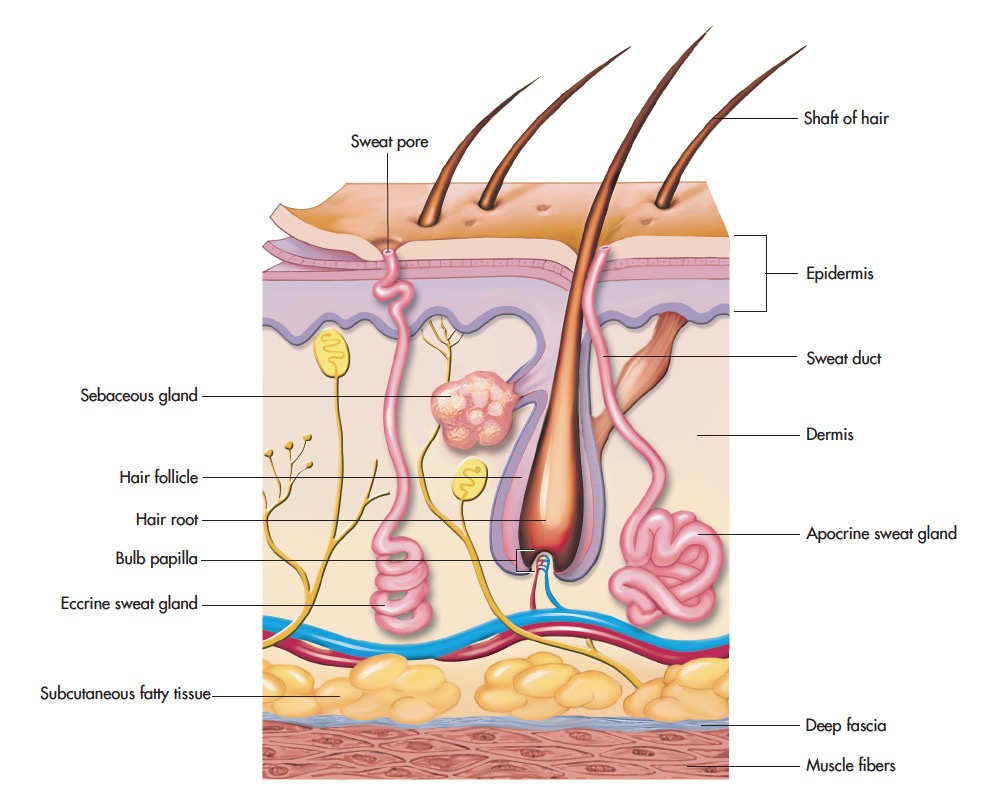 Shaft of hair
Sweat pore
Epidermis
Sweat duct
Sebaceous gland
Dermis
Hair follicle
Hair root
Apocrine sweat gland
Bulb papilla
Eccrine sweat gland
Subcutaneous fatty tissue
Deep fascia
Muscle fibers